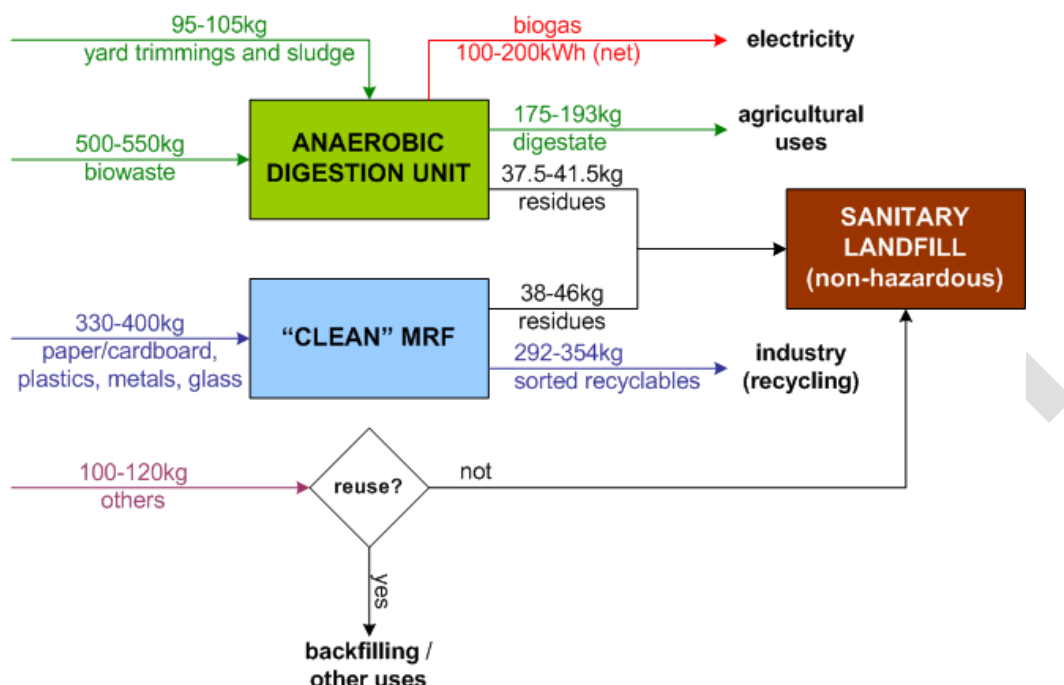 95-105kg
yard trimmings and sludge
biogas
100-200kWh (net)
electricity
500-550kg
biowaste
ANAEROBIC
DIGESTION UNIT
175-193kg
digestate
agricultural
uses
37.5-41.5kg
residues
SANITARY
LANDFILL
(non-hazardous)
330-400kg
paper/cardboard,
plastics, metals, glass
“CLEAN” MRF
38-46kg
residues
292-354kg
sorted recyclables
industry
(recycling)
100-120kg
others
reuse?
not
yes
backfilling /
other uses